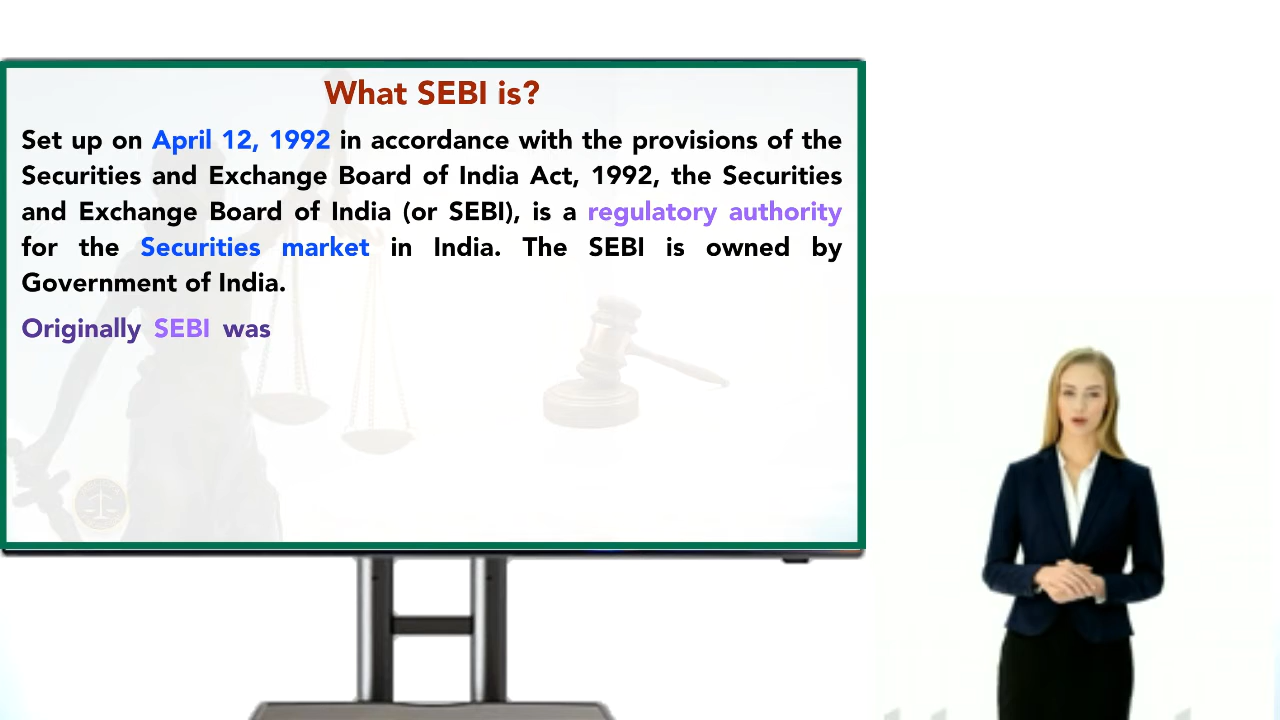 What SEBI is?
Set up on April 12, 1992 in accordance with the provisions of the
Securities and Exchange Board of India Act, 1992, the Securities
and Exchange Board of India (or SEBI), is a regulatory authority
for the Securities market in India. The SEBI is owned by
Government of India.
Originally SEBI was